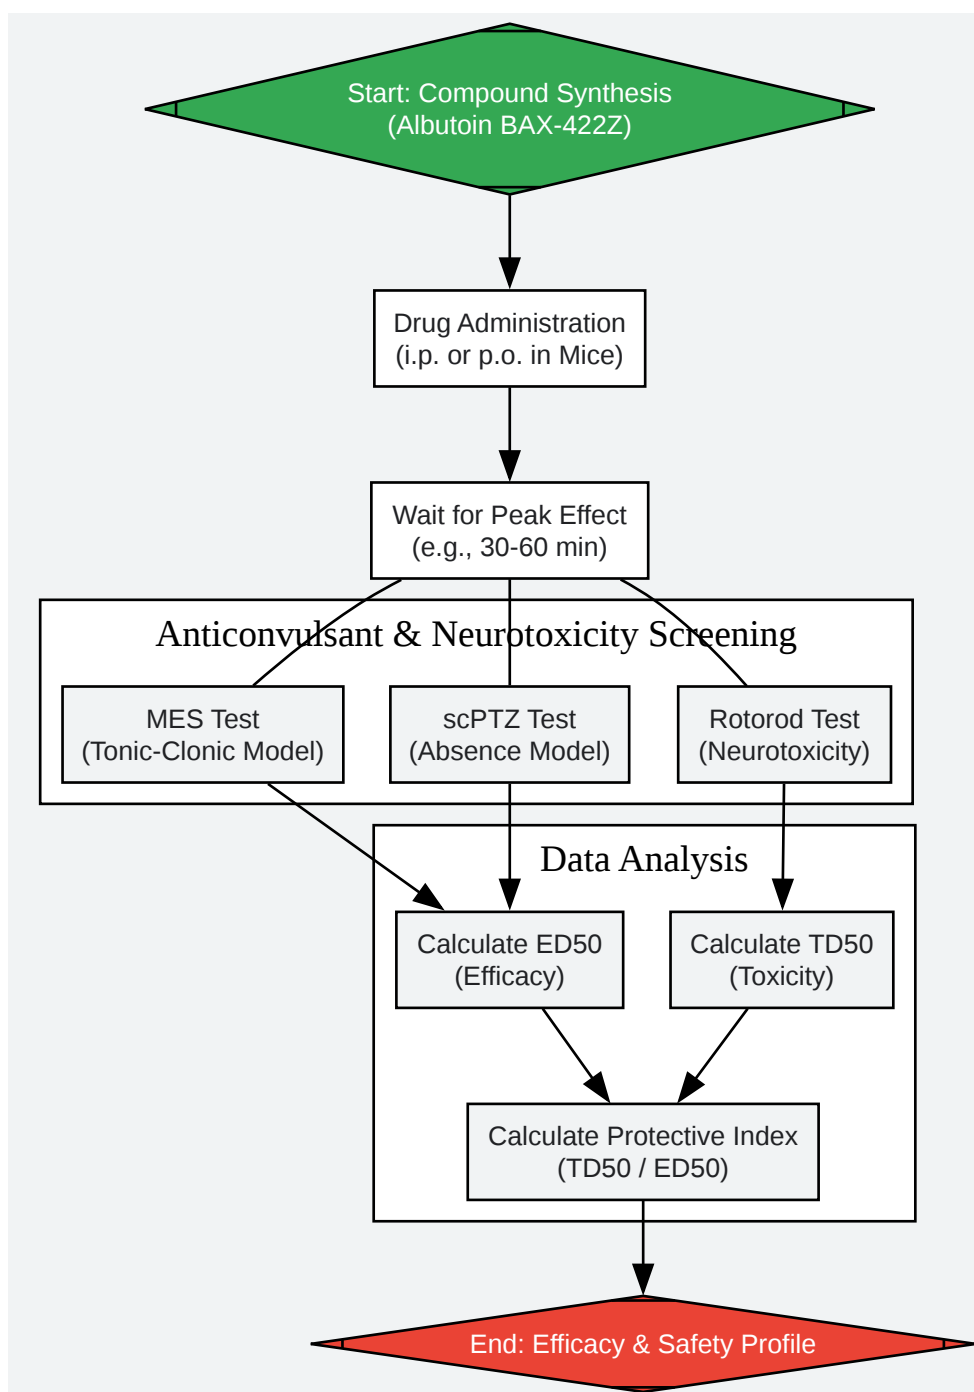 Start: Compound Synthesis
(Albutoin BAX-422Z)
Drug Administration
(i.p. or p.o. in Mice)
Wait for Peak Effect
(e.g., 30-60 min)
Anticonvulsant & Neurotoxicity Screening
MES Test
(Tonic-Clonic Model)
scPTZ Test
(Absence Model)
Rotorod Test
(Neurotoxicity)
Data Analysis
Calculate ED50
(Efficacy)
Calculate TD50
(Toxicity)
Calculate Protective Index
(TD50 / ED50)
End: Efficacy & Safety Profile